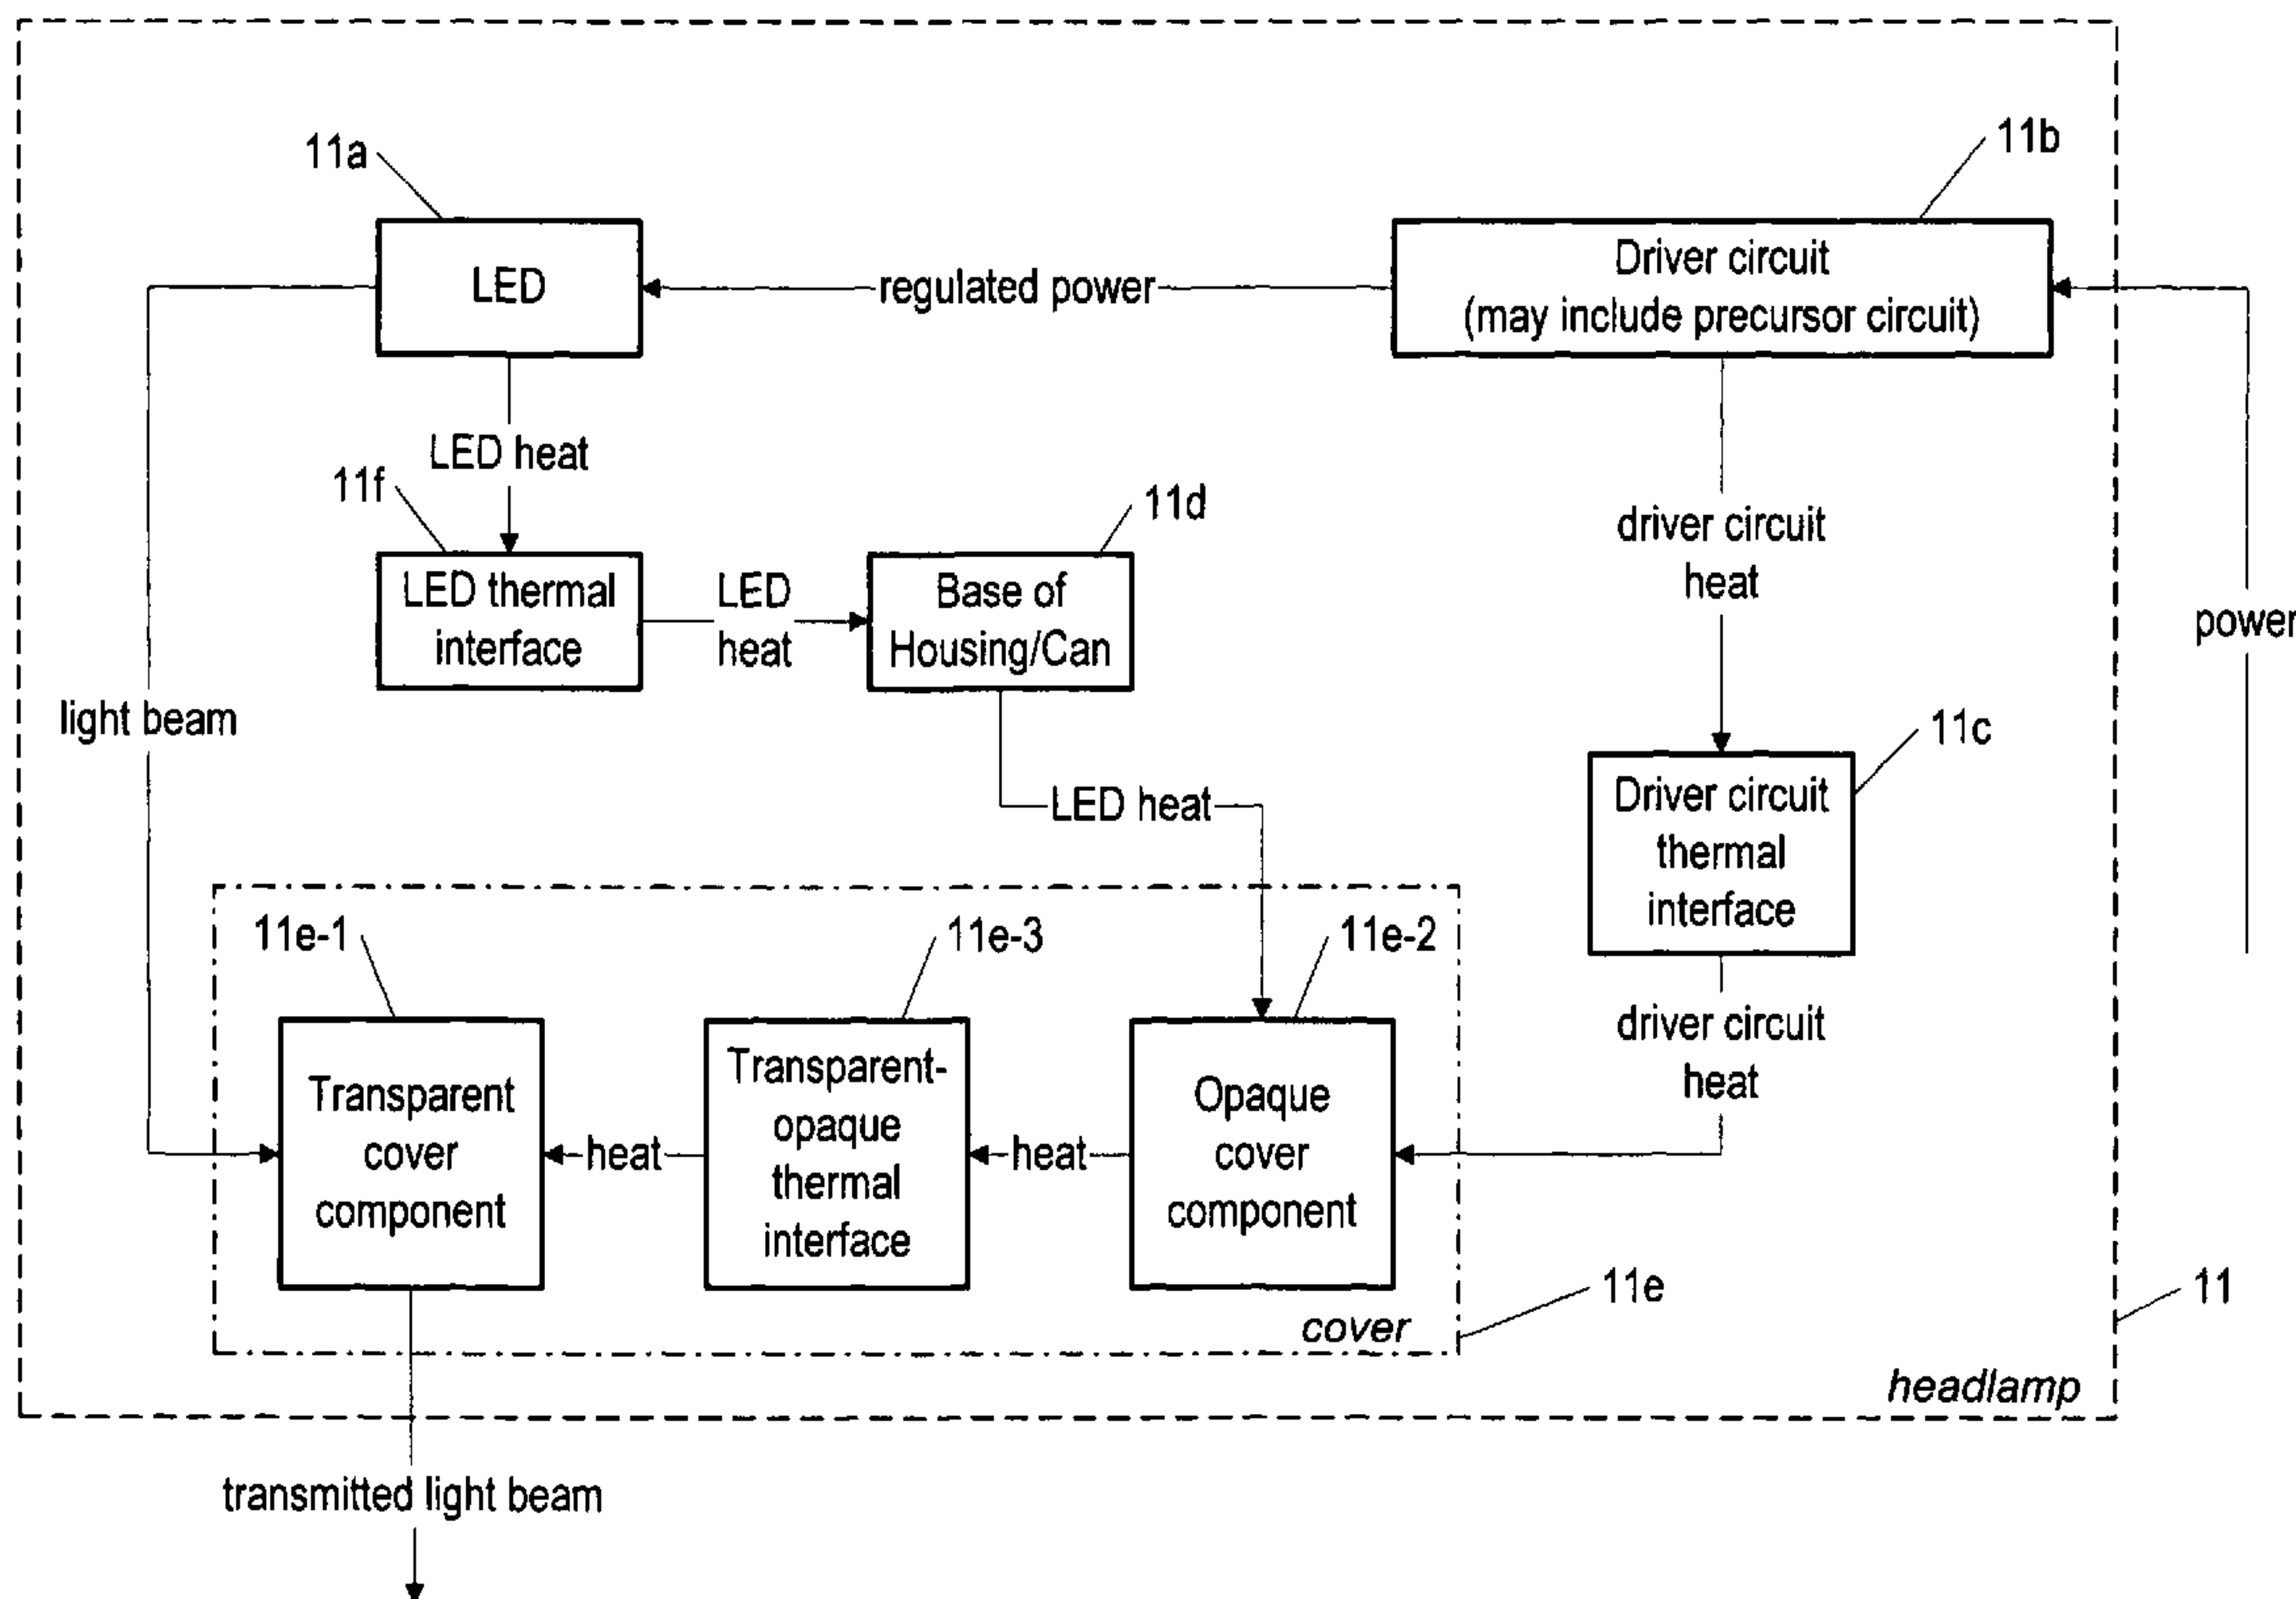 11a
11b
LED
regulated power
Driver circuit
(may include precursor circuit)
LED heat
11f
11d
driver circuit
heat
LED thermal
interface
LED
heat
Base of
Housing/Can
power
light beam
11c
LED heat
Driver circuit
thermal
interface
11e-1
11e-3
11e-2
driver circuit
heat
Transparent
cover
component
heat
Transparent-
opaque
thermal
interface
heat
Opaque
cover
component
11e
11
cover
headlamp
transmitted light beam